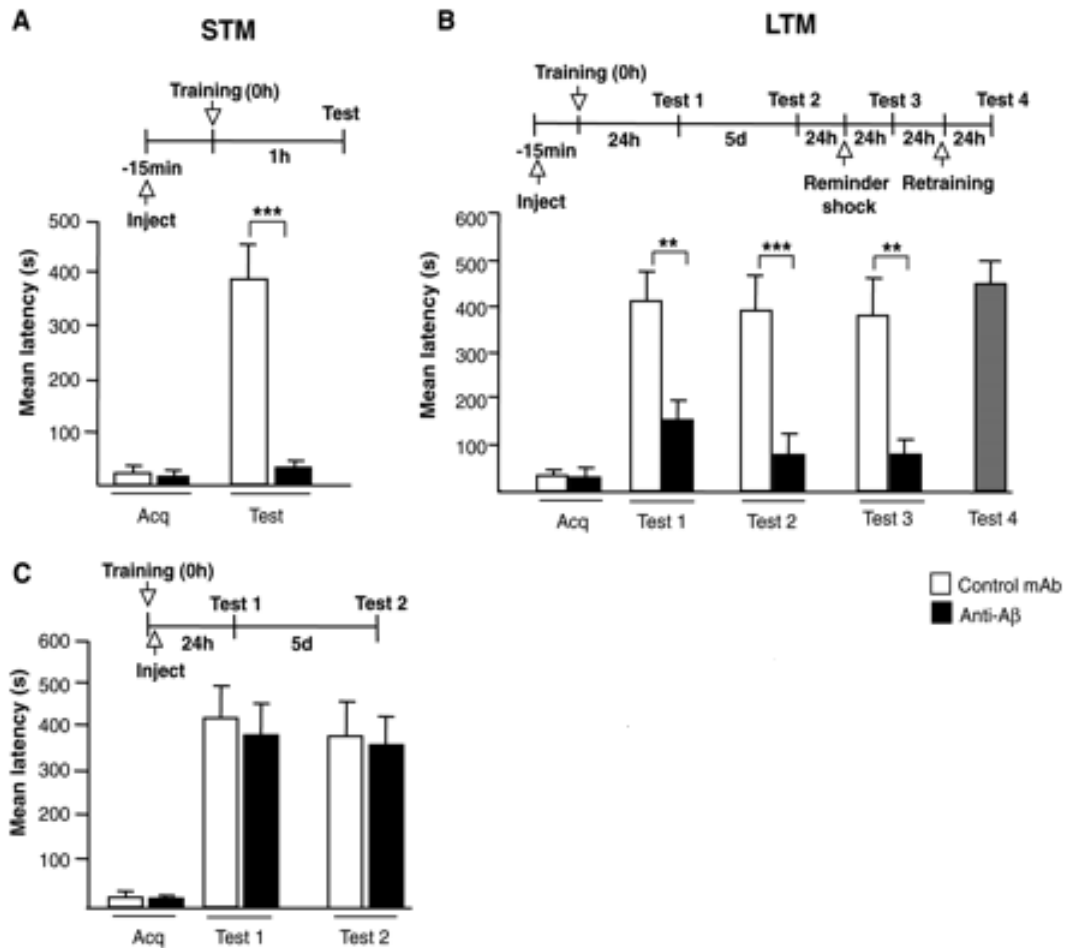 A
STM
Training (0h)
Test
1h
-15min
Inject
Mean latency (s)
500
400
300
200
100
***
Acq
Test
B
LTM
Training (0h)
Test 1
Test 2
Test 3
Test 4
24h
5d
24h
24h
24h
24h
-15min
Inject
Reminder
shock
Retraining
Mean latency (s)
600
500
400
300
200
100
**
***
**
Acq
Test 1
Test 2
Test 3
Test 4
C
Training (0h)
Test 1
Test 2
24h
5d
Inject
Mean latency (s)
600
500
400
300
200
100
Acq
Test 1
Test 2
Control mAb
Anti-Aβ